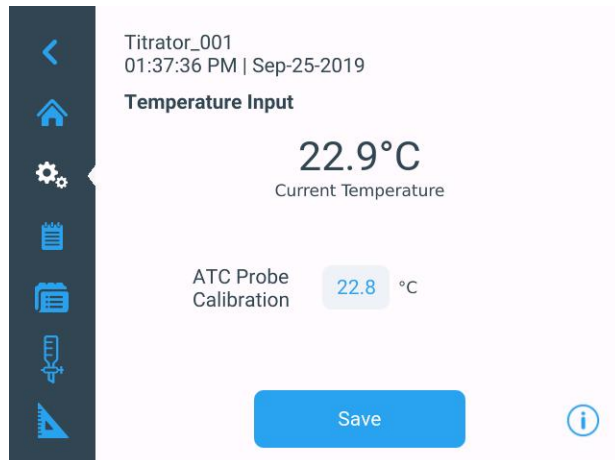 Titrator_001
01:37:36 PM | Sep-25-2019
Temperature Input
22.9°C
Current Temperature
ATC Probe
Calibration
22.8 °C
Save
i